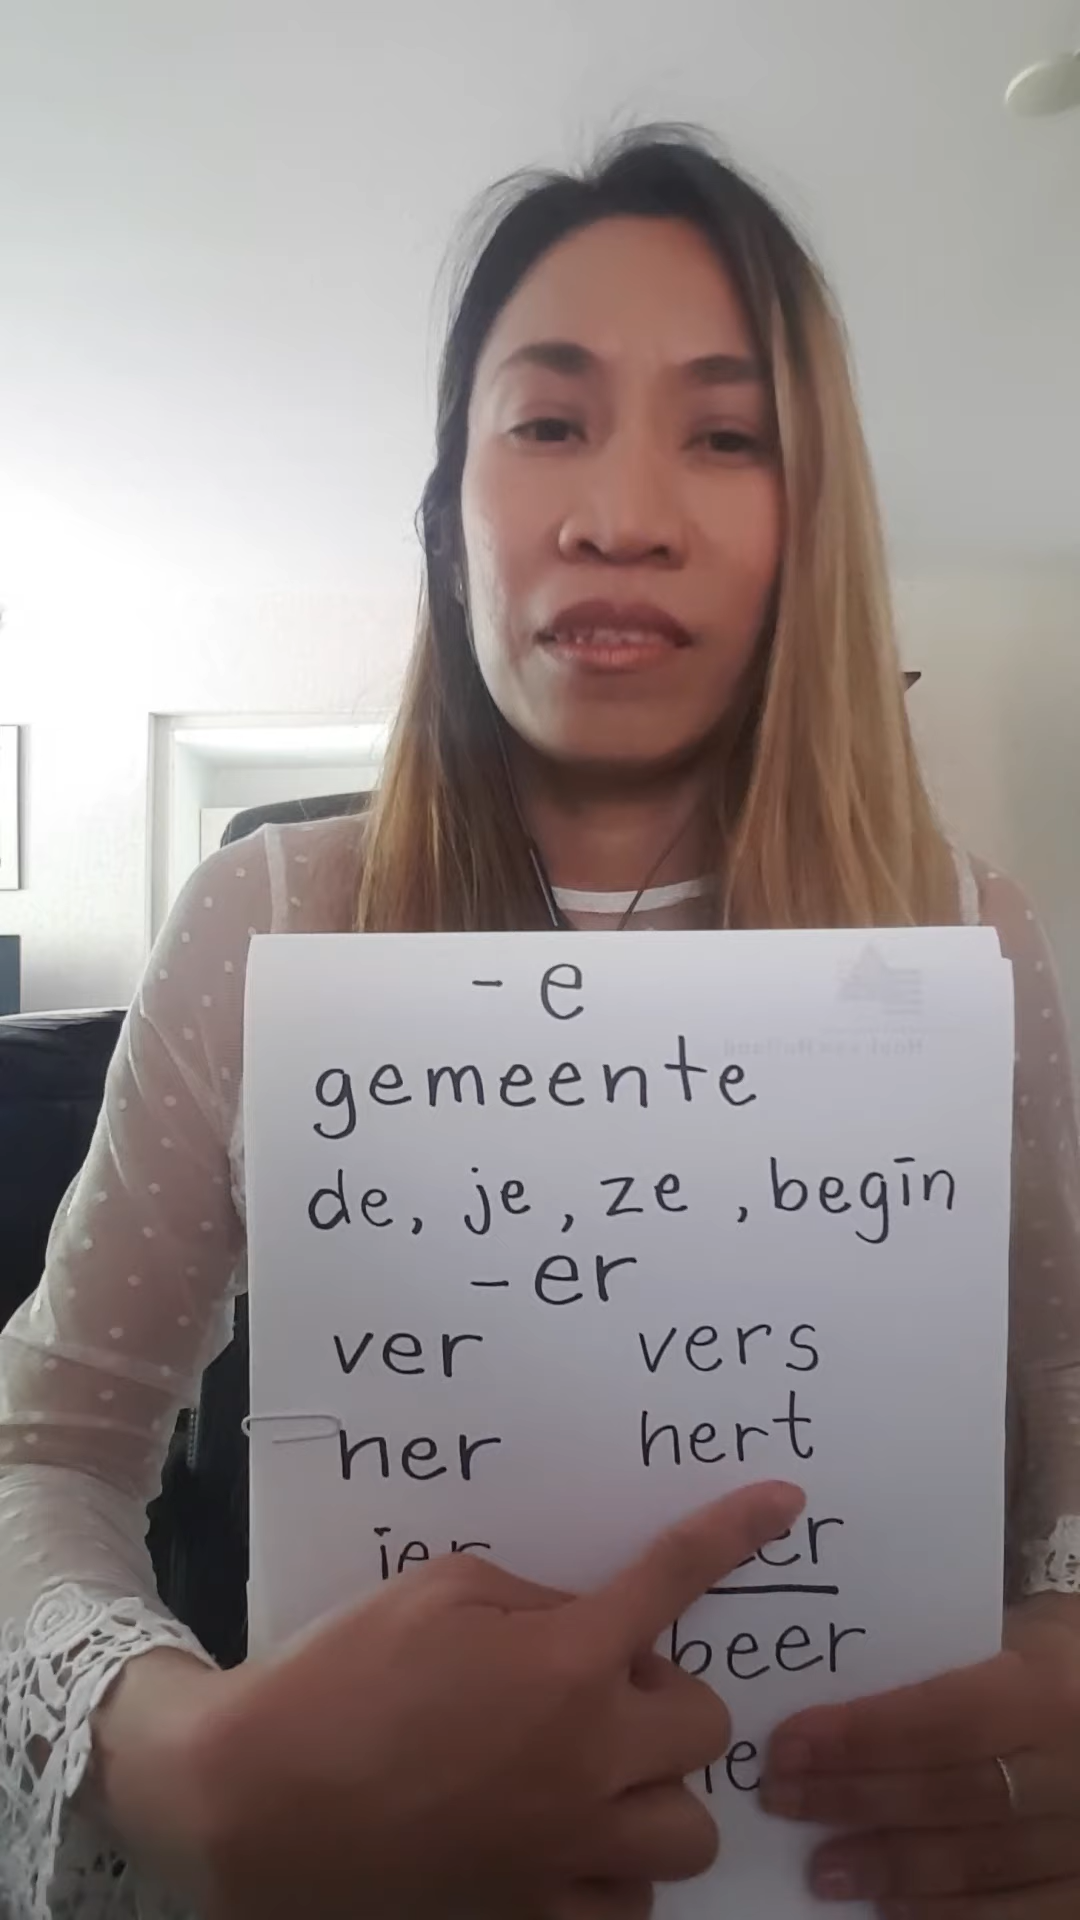 - e
gemeente
de, je, ze, begin
- er
ver vers
her hert
beer